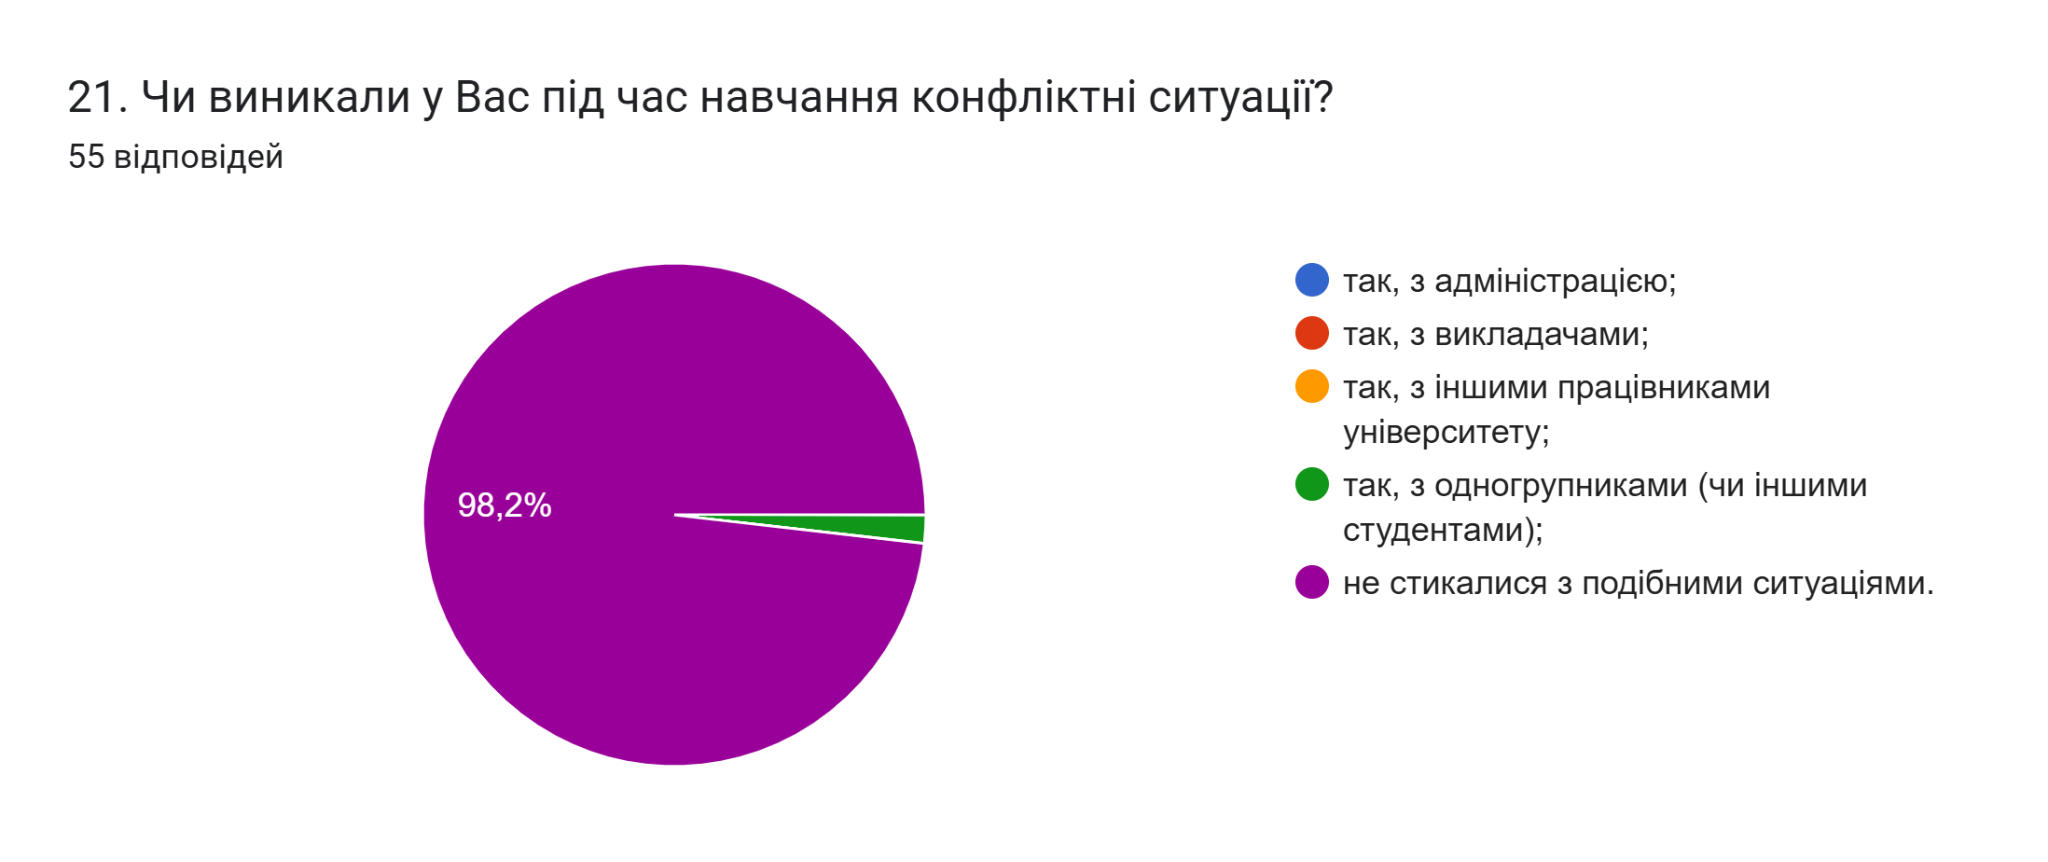 21. Чи виникали у Вас під час навчання конфліктні ситуації?
55 відповідей
98,2%
так, з адміністрацією;
так, з викладачами;
так, з іншими працівниками
університету;
так, з одногрупниками (чи іншими
студентами);
не стикалися з подібними ситуаціями.